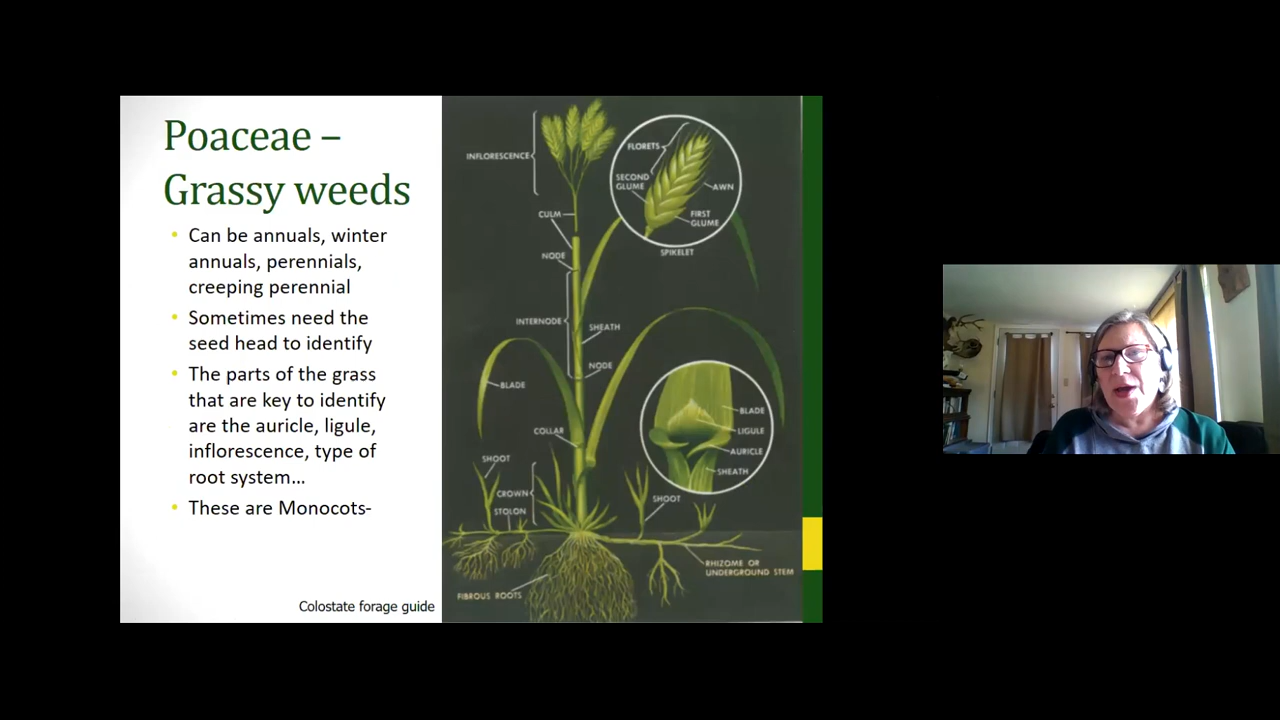 Poaceae –
Grassy weeds
• Can be annuals, winter
annuals, perennials,
creeping perennial
• Sometimes need the
seed head to identify
• The parts of the grass
that are key to identify
are the auricle, ligule,
inflorescence, type of
root system...
• These are Monocots-
Colostate forage guide
INFLORESCENCE
CULM
NODE
INTERNODE
SHEATH
NODE
BLADE
COLLAR
SHOOT
CROWN
STOLON
FIBROUS ROOTS
FLORETS
SECOND
GLUME
AWN
FIRST
GLUME
SPIKELET
BLADE
LIGULE
AURICLE
SHEATH
SHOOT
RHIZOME OR
UNDERGROUND STEM